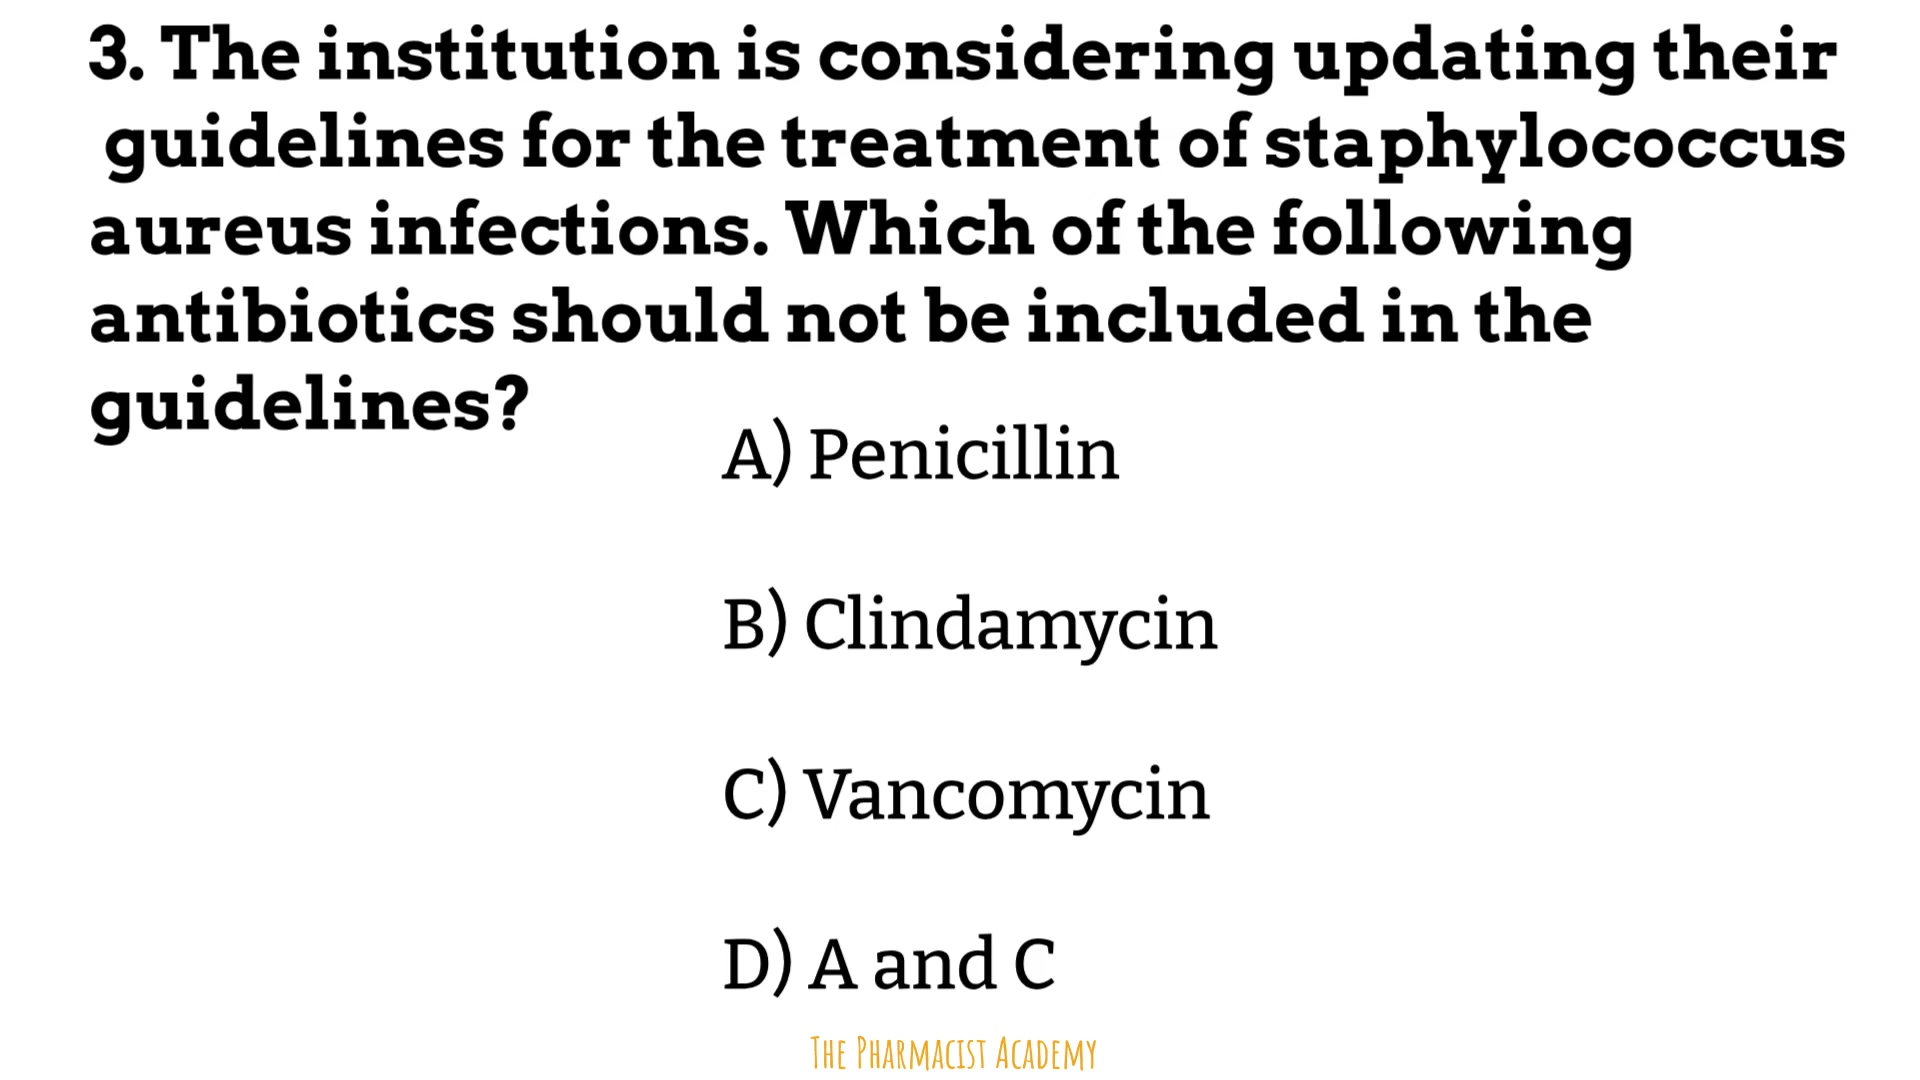 3. The institution is considering updating their
guidelines for the treatment of staphylococcus
aureus infections. Which of the following
antibiotics should not be included in the
guidelines?
A) Penicillin
B) Clindamycin
C) Vancomycin
D) A and C
The Pharmacist Academy